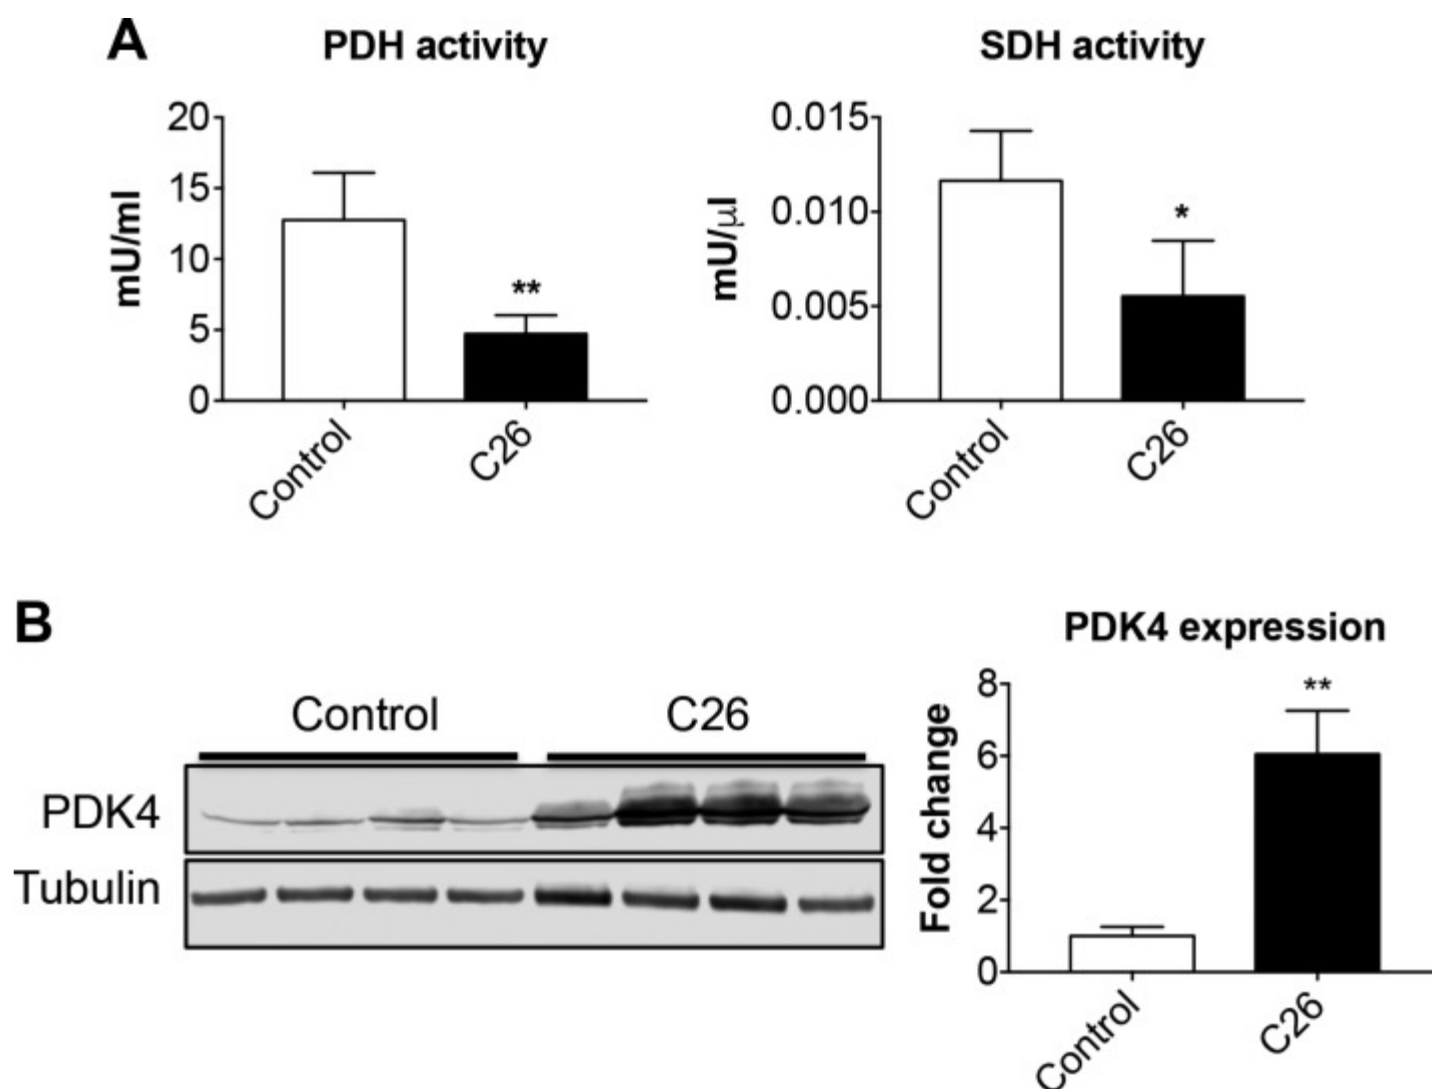 A
PDH activity
SDH activity
20
15
10
5
0
mU/ml
**
Control
C26
0.015
0.010
0.005
0.000
mU/μl
*
Control
C26
B
Control
C26
PDK4
Tubulin
PDK4 expression
8
6
4
2
0
Fold change
**
Control
C26